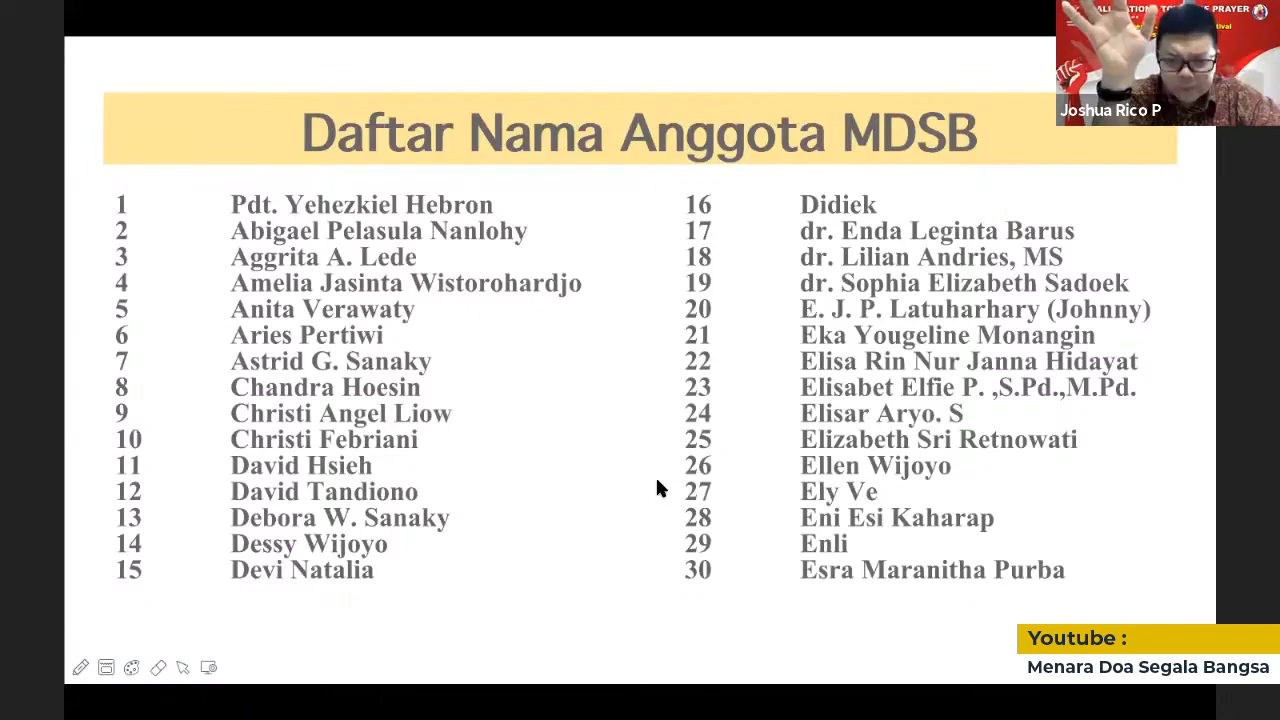 Daftar Nama Anggota MDSB
1 Pdt. Yehezkiel Hebron
2 Abigael Pelasula Nanlohy
3 Aggrita A. Lede
4 Amelia Jasinta Wistorohardjo
5 Anita Verawaty
6 Aries Pertiwi
7 Astrid G. Sanaky
8 Chandra Hoesin
9 Christi Angel Liow
10 Christi Febriani
11 David Hsieh
12 David Tandiono
13 Debora W. Sanaky
14 Dessy Wijoyo
15 Devi Natalia
16 Didiek
17 dr. Enda Leginta Barus
18 dr. Lilian Andries, MS
19 dr. Sophia Elizabeth Sadoek
20 E. J. P. Latuharhary (Johnny)
21 Eka Yougeline Monangin
22 Elisa Rin Nur Janna Hidayat
23 Elisabet Elfie P. ,S.Pd.,M.Pd.
24 Elisar Aryo. S
25 Elizabeth Sri Retnowati
26 Ellen Wijoyo
27 Ely Ve
28 Eni Esi Kaharap
29 Enli
30 Esra Maranitha Purba
PRAYER
Joshua Rico P
Youtube :
Menara Doa Segala Bangsa